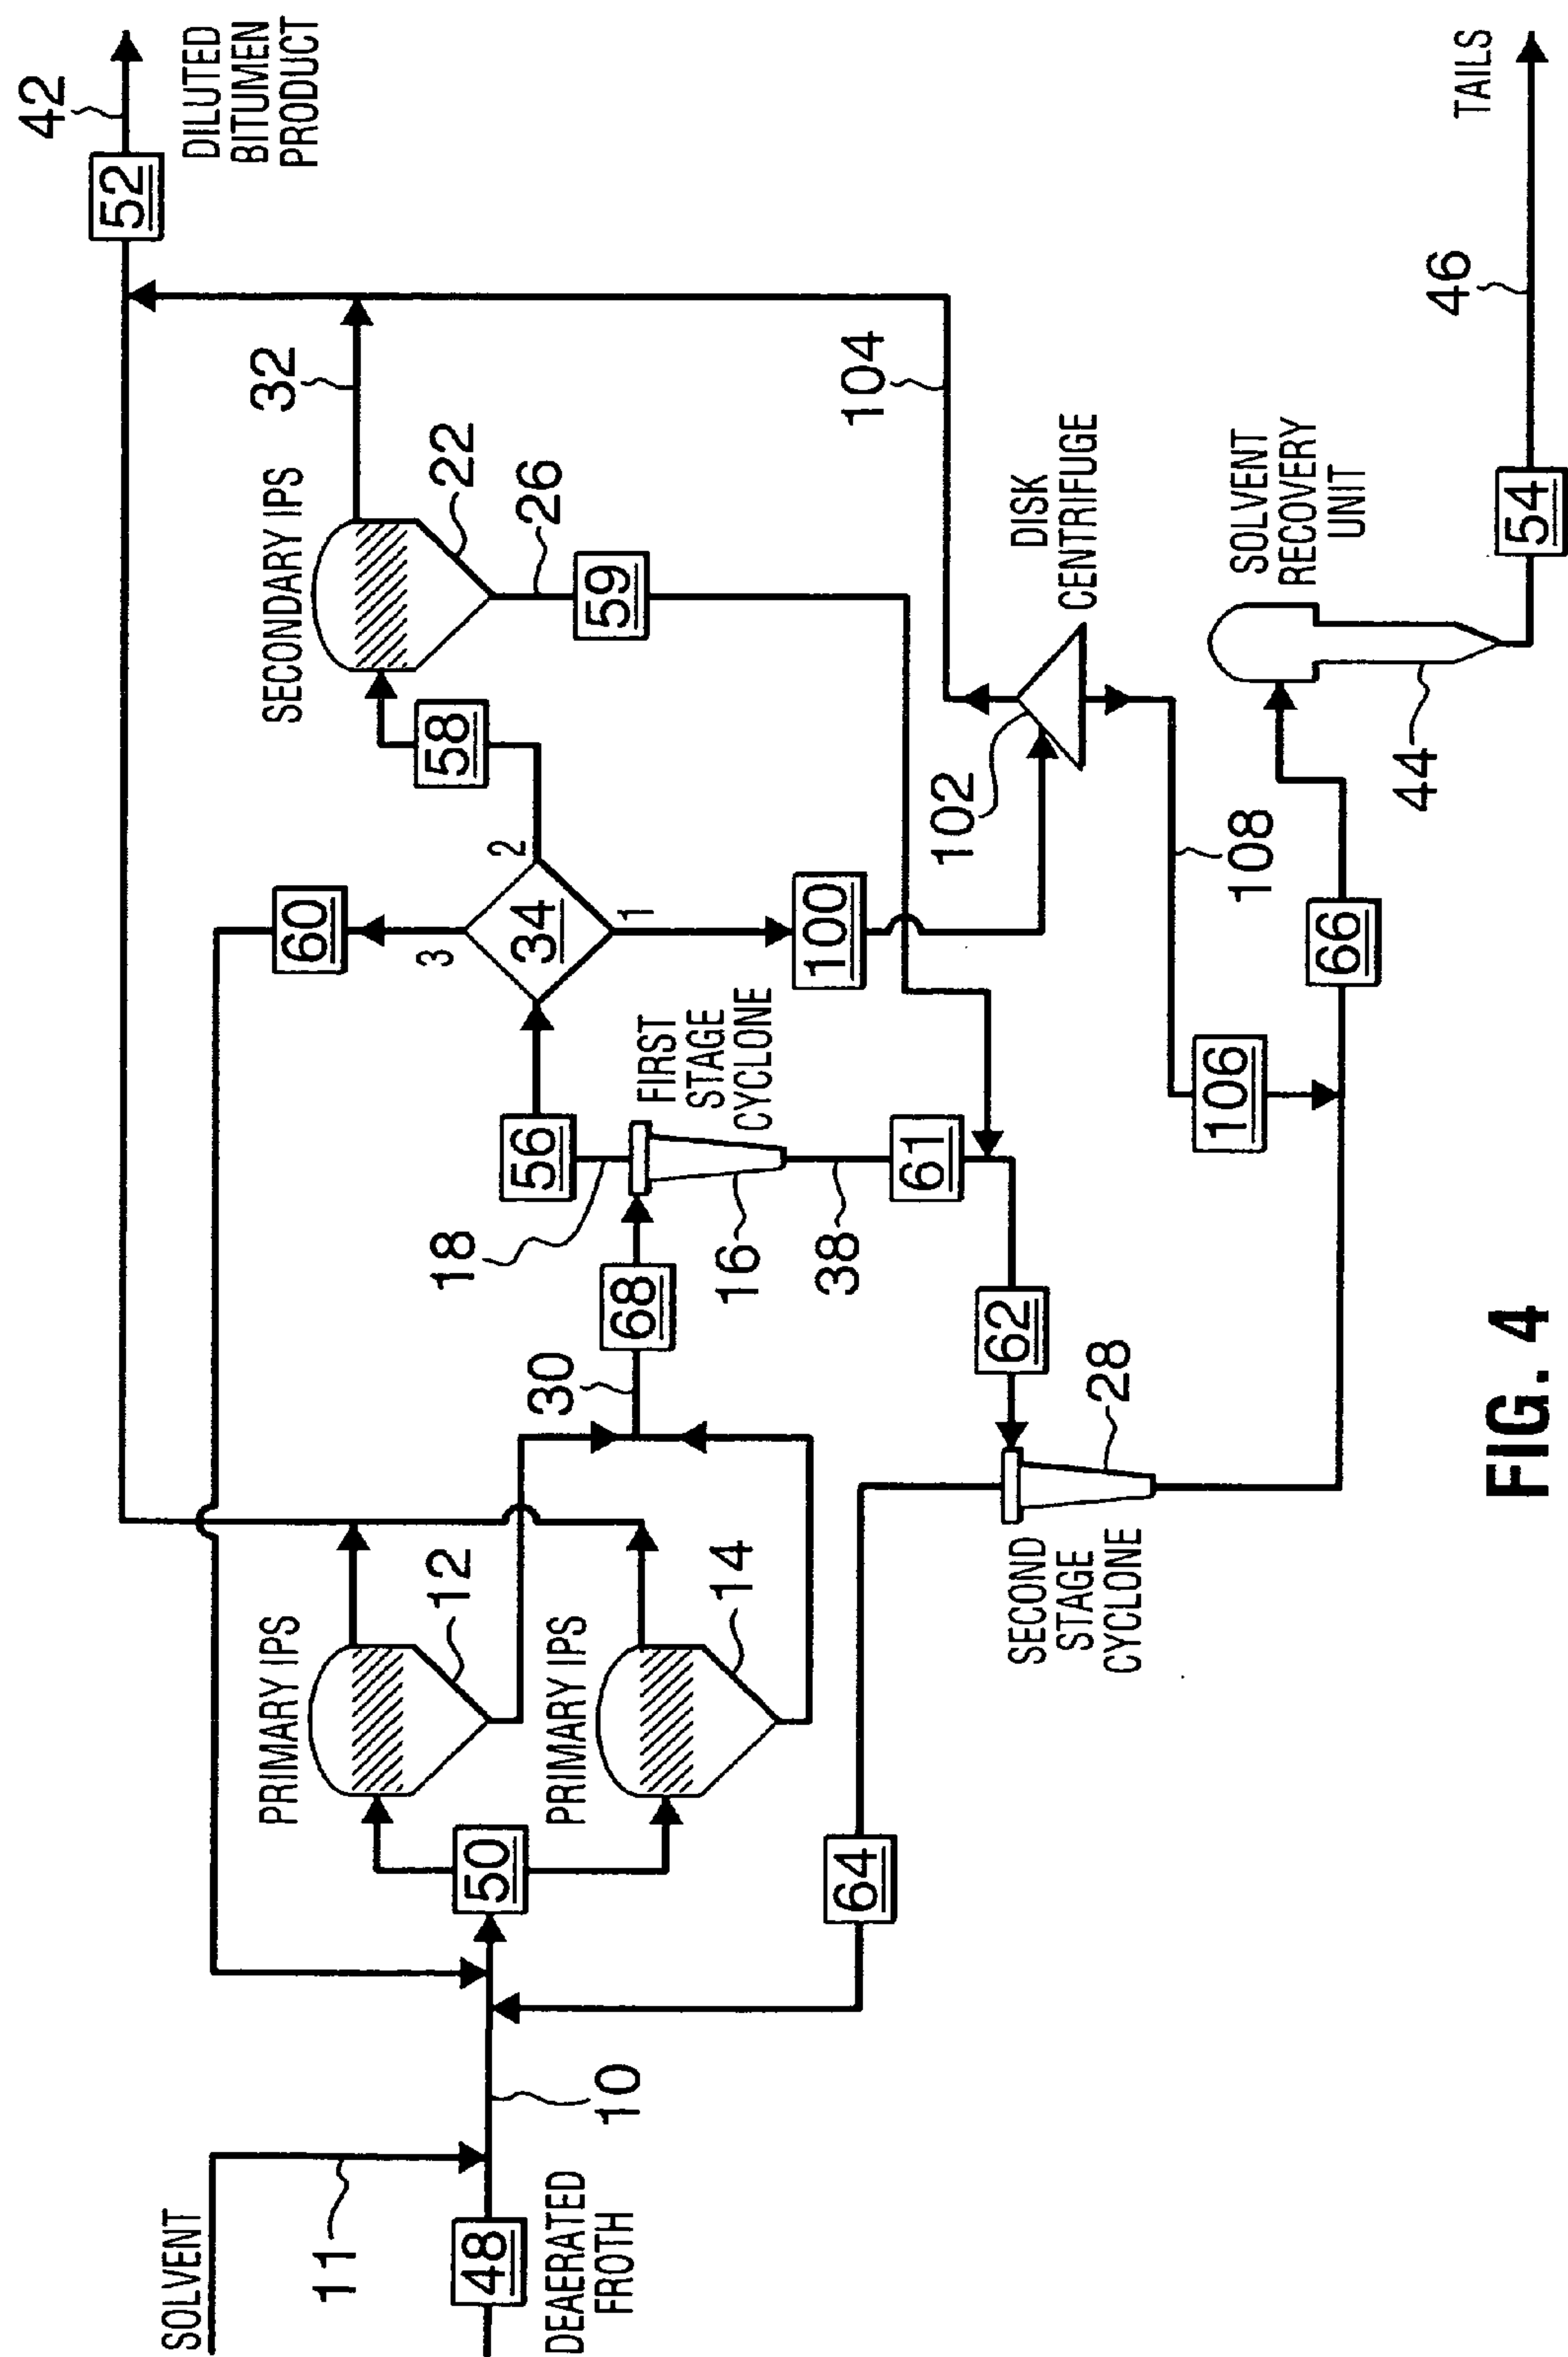 SOLVENT
11
48
DEAERATED
FROTH
10
50
PRIMARY IPS
12
PRIMARY IPS
14
64
30
68
18
56
16
FIRST
STAGE
CYCLONE
38
61
62
28
SECOND
STAGE
CYCLONE
60
3
34
2
1
58
100
SECONDARY IPS
22
32
26
59
102
DISK
CENTRIFUGE
104
106
108
66
44
SOLVENT
RECOVERY
UNIT
54
46
TAILS
52
42
DILUTED
BITUMEN
PRODUCT
FIG. 4